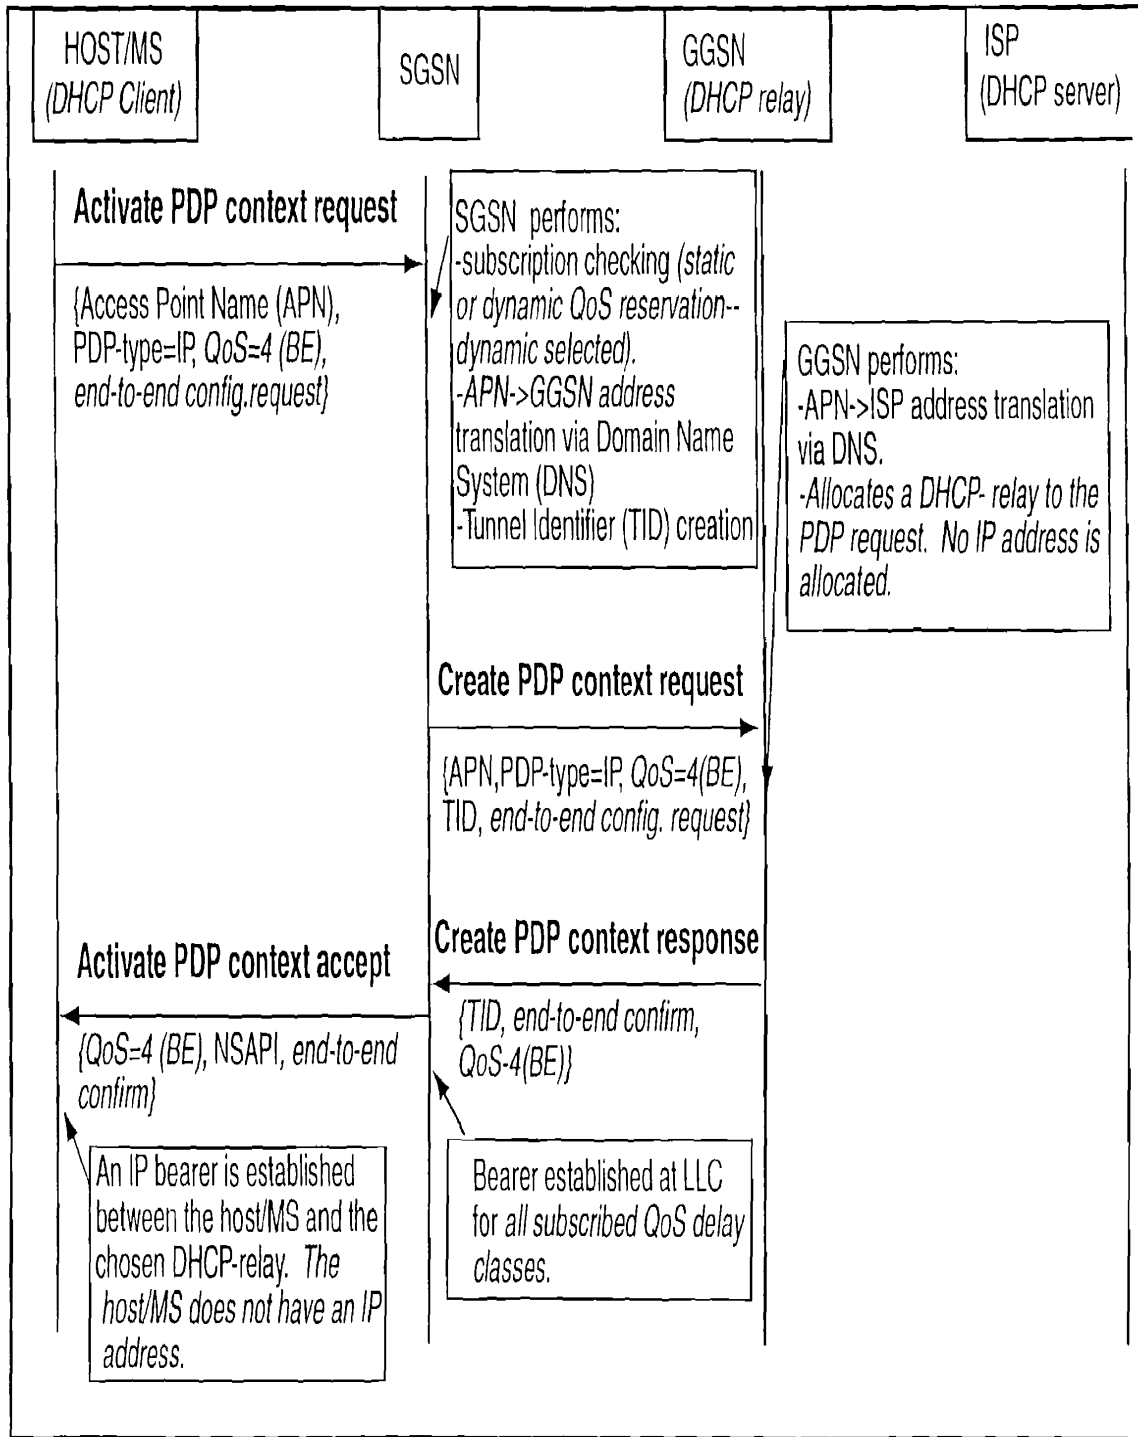 HOST/MS
(DHCP Client)
SGSN
GGSN
(DHCP relay)
ISP
(DHCP server)
Activate PDP context request
{Access Point Name (APN),
PDP-type=IP, QoS=4 (BE),
end-to-end config.request}
SGSN performs:
-subscription checking (static
or dynamic QoS reservation--
dynamic selected).
-APN->GGSN address
translation via Domain Name
System (DNS)
-Tunnel Identifier (TID) creation
GGSN performs:
-APN->ISP address translation
via DNS.
-Allocates a DHCP- relay to the
PDP request. No IP address is
allocated.
Create PDP context request
{APN,PDP-type=IP, QoS=4(BE),
TID, end-to-end config. request}
Create PDP context response
{TID, end-to-end confirm,
QoS-4(BE)}
Activate PDP context accept
{QoS=4 (BE), NSAPI, end-to-end
confirm}
An IP bearer is established
between the host/MS and the
chosen DHCP-relay. The
host/MS does not have an IP
address.
Bearer established at LLC
for all subscribed QoS delay
classes.